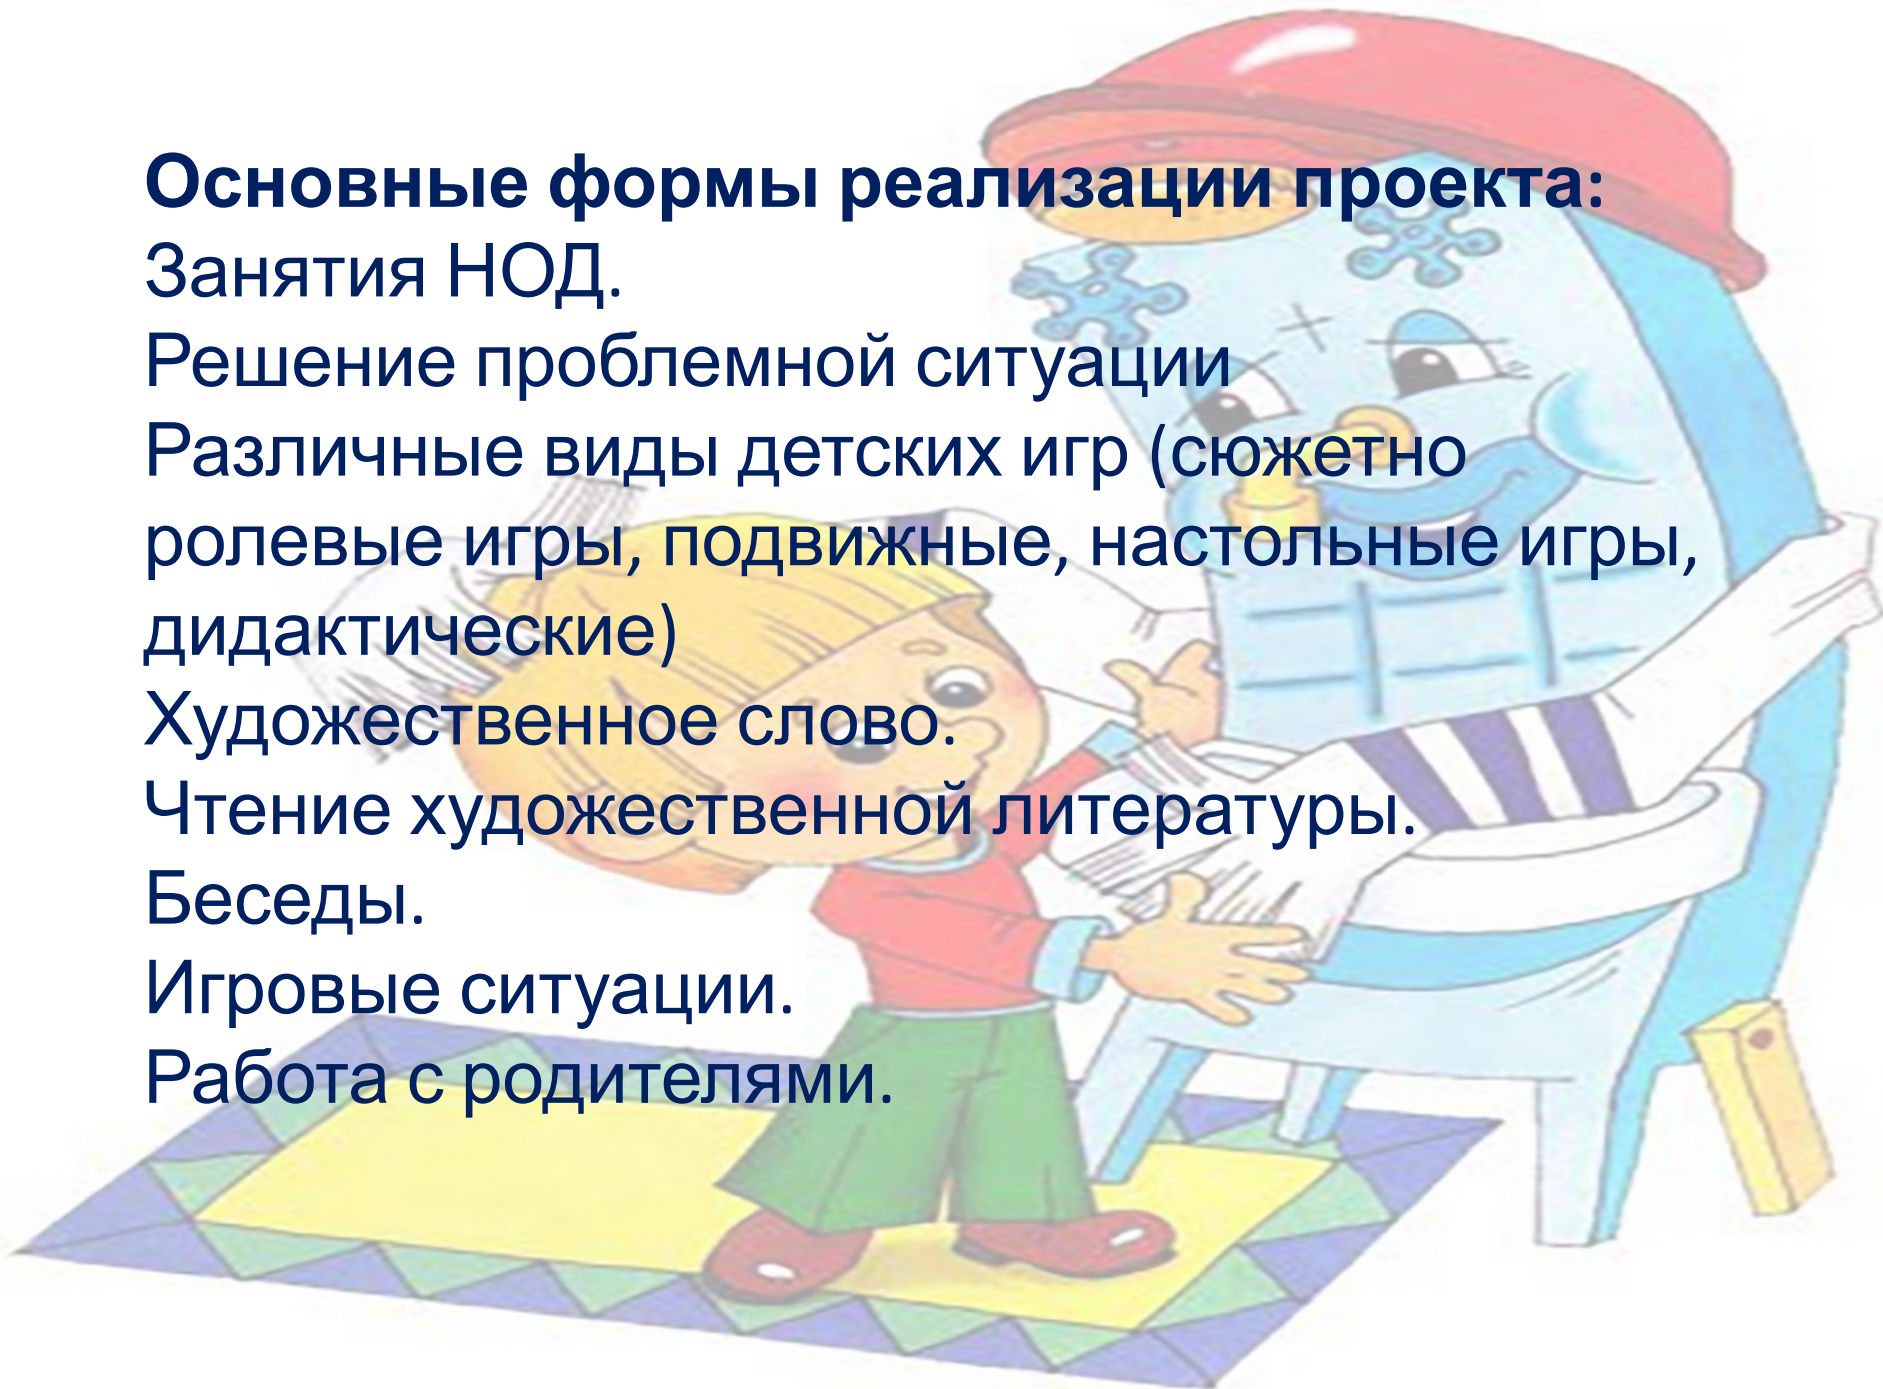 Основные формы реализации проекта:
Занятия НОД.
Решение проблемной ситуации
Различные виды детских игр (сюжетно
ролевые игры, подвижные, настольные игры,
дидактические)
Художественное слово.
Чтение художественной литературы.
Беседы.
Игровые ситуации.
Работа с родителями.